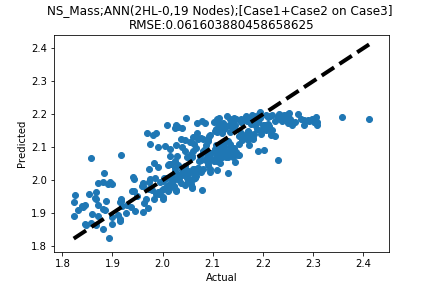 NS_Mass;ANN(2HL-0,19 Nodes);[Case1+Case2 on Case3]
RMSE:0.061603880458658625
2.4
2.3
2.2
2.1
2.0
1.9
1.8
Predicted
1.8 1.9 2.0 2.1 2.2 2.3 2.4
Actual